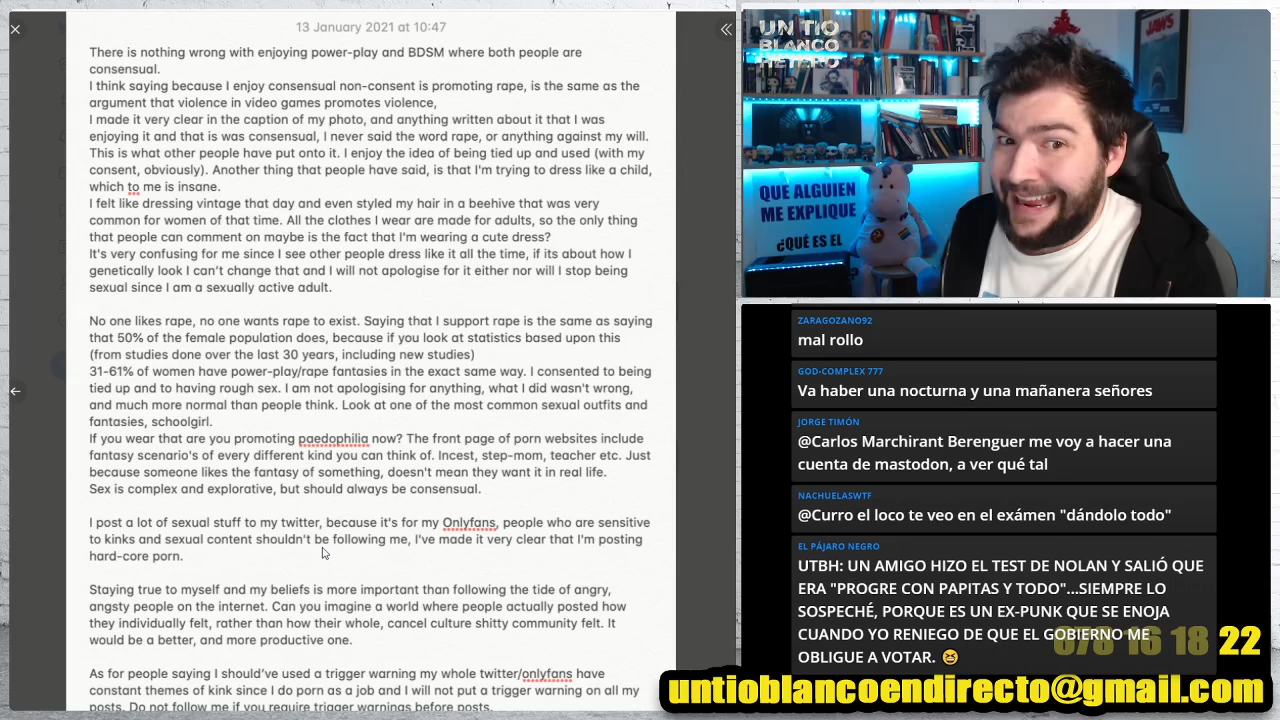 13 January 2021 at 10:47
There is nothing wrong with enjoying power-play and BDSM where both people are
consensual.
I think saying because I enjoy consensual non-consent is promoting rape, is the same as the
argument that violence in video games promotes violence,
I made it very clear in the caption of my photo, and anything written about it that I was
enjoying it and that is was consensual, I never said the word rape, or anything against my will.
This is what other people have put onto it. I enjoy the idea of being tied up and used (with my
consent, obviously). Another thing that people have said, is that I'm trying to dress like a child,
which to me is insane.
I felt like dressing vintage that day and even styled my hair in a beehive that was very
common for women of that time. All the clothes I wear are made for adults, so the only thing
that people can comment on maybe is the fact that I'm wearing a cute dress?
It's very confusing for me since I see other people dress like it all the time, if its about how I
genetically look I can't change that and I will not apologise for it either nor will I stop being
sexual since I am a sexually active adult.
No one likes rape, no one wants rape to exist. Saying that I support rape is the same as saying
that 50% of the female population does, because if you look at statistics based upon this
(from studies done over the last 30 years, including new studies)
31-61% of women have power-play/rape fantasies in the exact same way. I consented to being
tied up and to having rough sex. I am not apologising for anything, what I did wasn't wrong,
and much more normal than people think. Look at one of the most common sexual outfits and
fantasies, schoolgirl.
If you wear that are you promoting paedophilia now? The front page of porn websites include
fantasy scenario's of every different kind you can think of. Incest, step-mom, teacher etc. Just
because someone likes the fantasy of something, doesn't mean they want it in real life.
Sex is complex and explorative, but should always be consensual.
I post a lot of sexual stuff to my twitter, because it's for my Onlyfans, people who are sensitive
to kinks and sexual content shouldn't be following me, I've made it very clear that I'm posting
hard-core porn.
Staying true to myself and my beliefs is more important than following the tide of angry,
angsty people on the internet. Can you imagine a world where people actually posted how
they individually felt, rather than how their whole, cancel culture shitty community felt. It
would be a better, and more productive one.
As for people saying I should've used a trigger warning my whole twitter/onlyfans have
constant themes of kink since I do porn as a job and I will not put a trigger warning on all my
posts. Do not follow me if you require trigger warnings before posts.
UN TIO
BLANCO
HETERO
JAWS
QUE ALGUIEN
ME EXPLIQUE
¿QUÉ ES EL
ZARAGOZANO92
mal rollo
GOD-COMPLEX 777
Va haber una nocturna y una mañanera señores
JORGE TIMÓN
@Carlos Marchirant Berenguer me voy a hacer una
cuenta de mastodon, a ver qué tal
NACHUELASWTF
@Curro el loco te veo en el exámen "dándolo todo"
EL PÁJARO NEGRO
UTBH: UN AMIGO HIZO EL TEST DE NOLAN Y SALIÓ QUE
ERA "PROGRE CON PAPITAS Y TODO"...SIEMPRE LO
SOSPECHÉ, PORQUE ES UN EX-PUNK QUE SE ENOJA
CUANDO YO RENIEGO DE QUE EL GOBIERNO ME
OBLIGUE A VOTAR. 😆
678 16 18 22
untioblancoendirecto@gmail.com